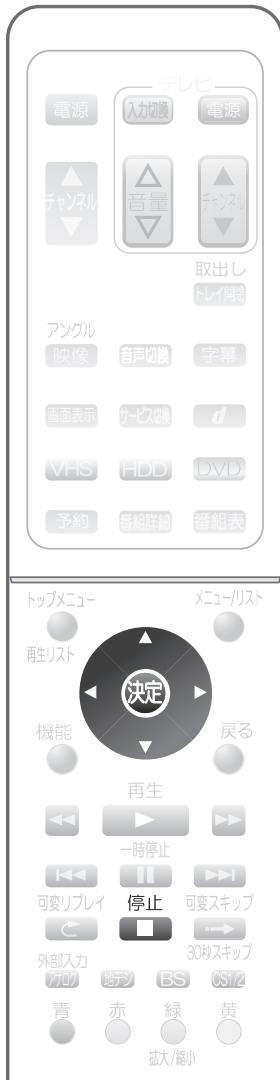 テレビ
電源 入力切換 電源
チャンネル 音量 チャンネル
取出し
トレイ開閉
アングル
映像 音声切換 字幕
画面表示 サービス切換 d
VHS HDD DVD
予約 番組詳細 番組表
トップメニュー メニュー/リスト
再生リスト
決定
機能 戻る
再生
一時停止
可変リプレイ 停止 可変スキップ
30秒スキップ
外部入力
アナログ 地デジ BS CS1/2
青 赤 緑 黄
拡大/縮小